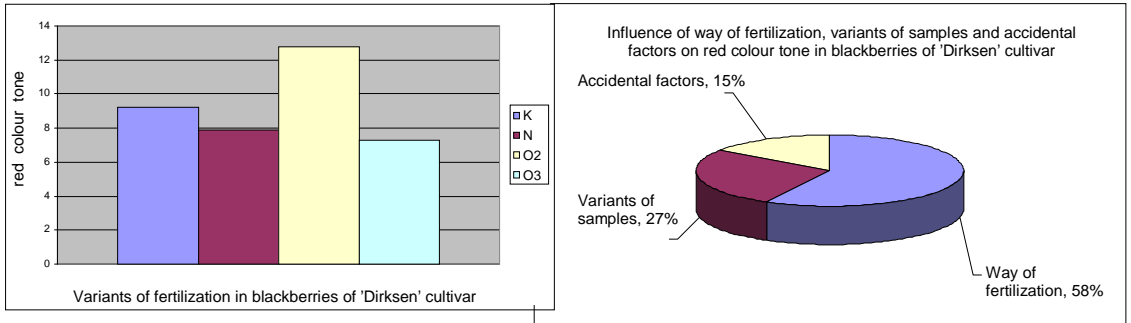 14
12
10
8
6
4
2
0
red colour tone
K
N
O2
O3
Variants of fertilization in blackberries of 'Dirksen' cultivar
Influence of way of fertilization, variants of samples and accidental
factors on red colour tone in blackberries of 'Dirksen' cultivar
Accidental factors, 15%
Variants of
samples, 27%
Way of
fertilization, 58%